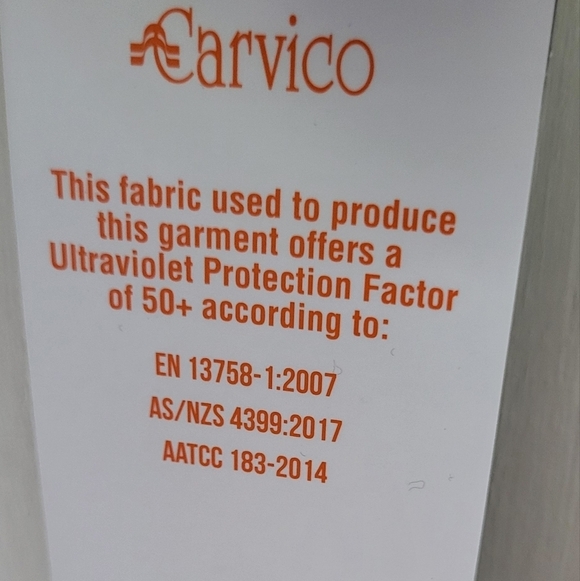 Carvico
This fabric used to produce
this garment offers a
Ultraviolet Protection Factor
of 50+ according to:
EN 13758-1:2007
AS/NZS 4399:2017
AATCC 183-2014